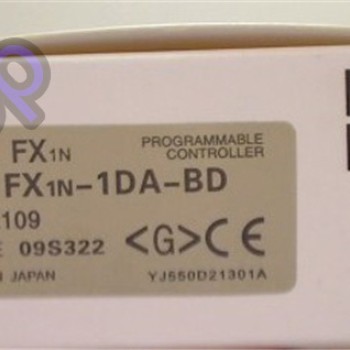 FX1N
PROGRAMMABLE
CONTROLLER
FX1N-1DA-BD
109
09S322 <G> CE
JAPAN
YJ550D21301A